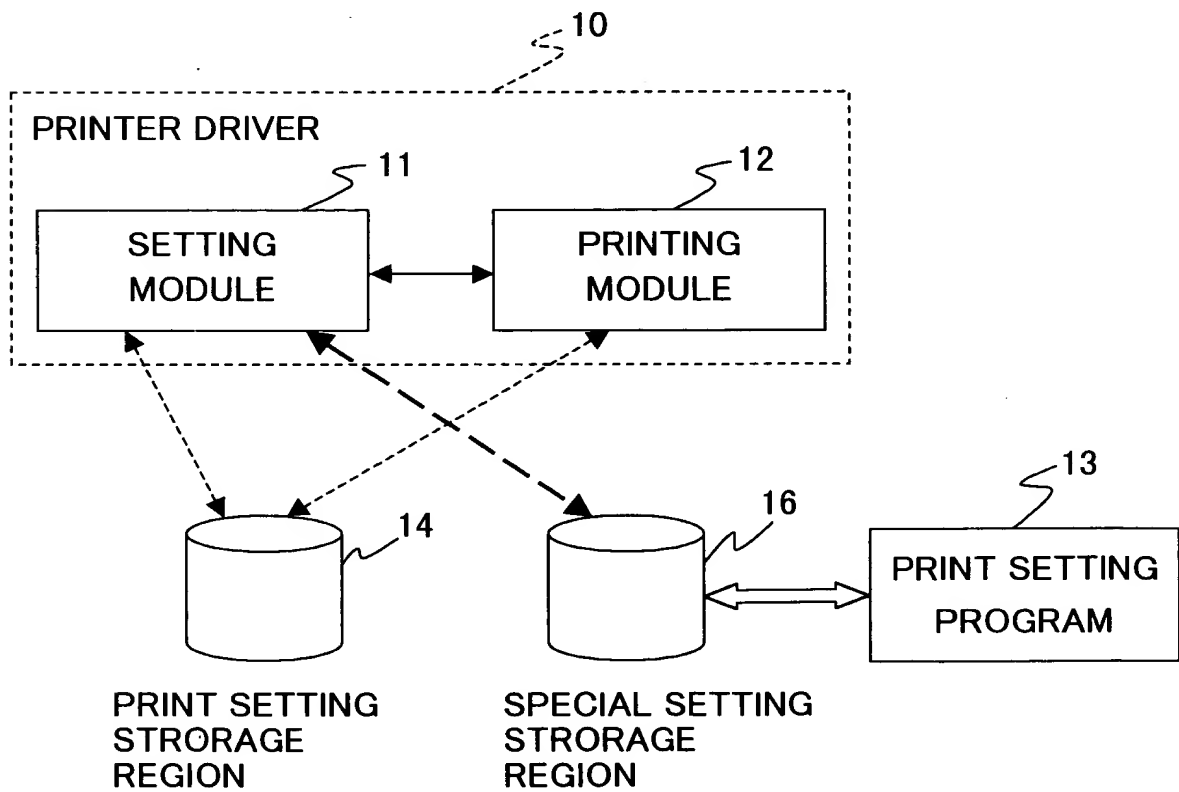 10
PRINTER DRIVER
11
12
SETTING
MODULE
PRINTING
MODULE
13
14
16
PRINT SETTING
PROGRAM
PRINT SETTING
STRORAGE
REGION
SPECIAL SETTING
STRORAGE
REGION